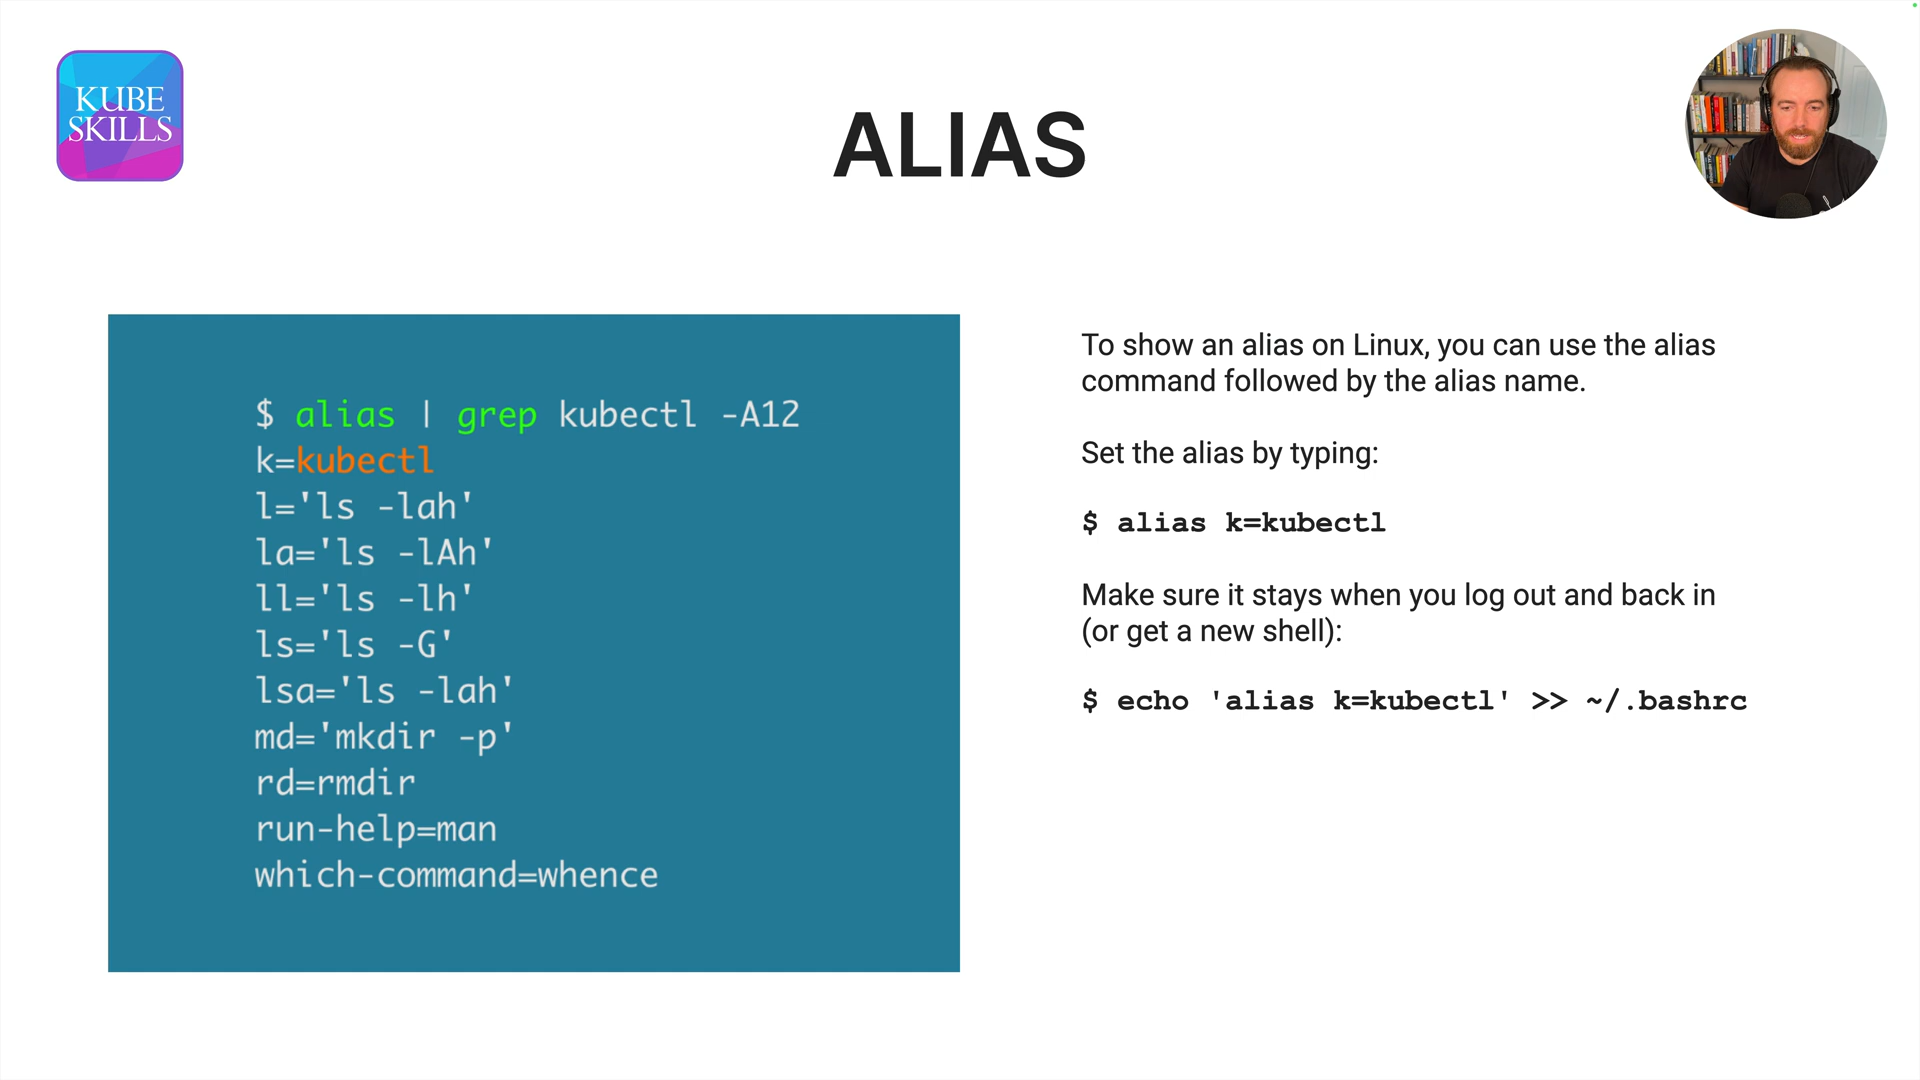 KUBE
SKILLS
ALIAS
$ alias | grep kubectl -A12
k=kubectl
l='ls -lah'
la='ls -lAh'
ll='ls -lh'
ls='ls -G'
lsa='ls -lah'
md='mkdir -p'
rd=rmdir
run-help=man
which-command=whence
To show an alias on Linux, you can use the alias
command followed by the alias name.
Set the alias by typing:
$ alias k=kubectl
Make sure it stays when you log out and back in
(or get a new shell):
$ echo 'alias k=kubectl' >> ~/.bashrc